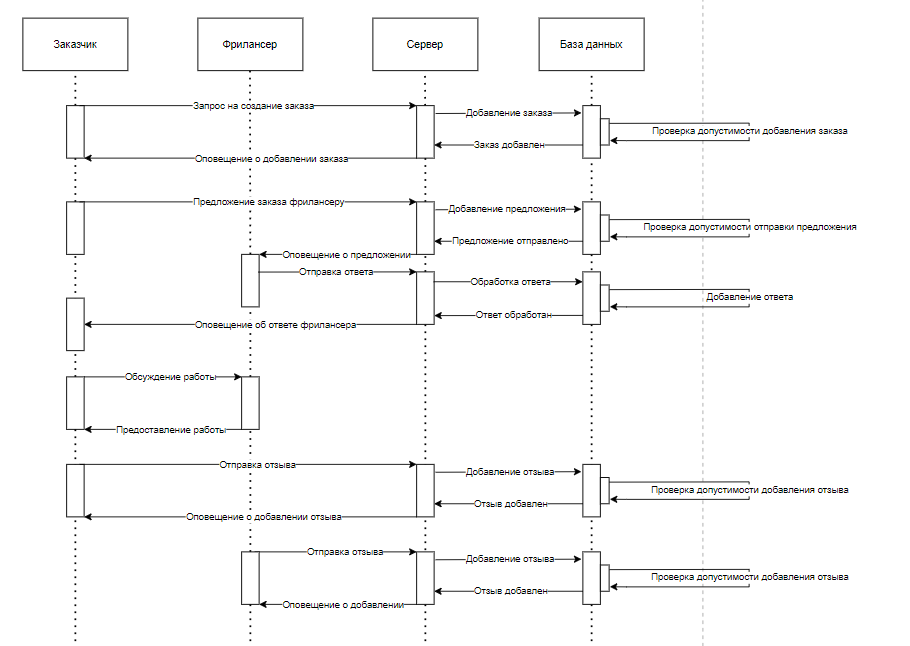 Заказчик
Фрилансер
Сервер
База данных
Запрос на создание заказа
Добавление заказа
Проверка допустимости добавления заказа
Заказ добавлен
Оповещение о добавлении заказа
Предложение заказа фрилансеру
Добавление предложения
Проверка допустимости отправки предложения
Предложение отправлено
Оповещение о предложении
Отправка ответа
Обработка ответа
Добавление ответа
Ответ обработан
Оповещение об ответе фрилансера
Обсуждение работы
Предоставление работы
Отправка отзыва
Добавление отзыва
Проверка допустимости добавления отзыва
Отзыв добавлен
Оповещение о добавлении отзыва
Отправка отзыва
Добавление отзыва
Проверка допустимости добавления отзыва
Отзыв добавлен
Оповещение о добавлении